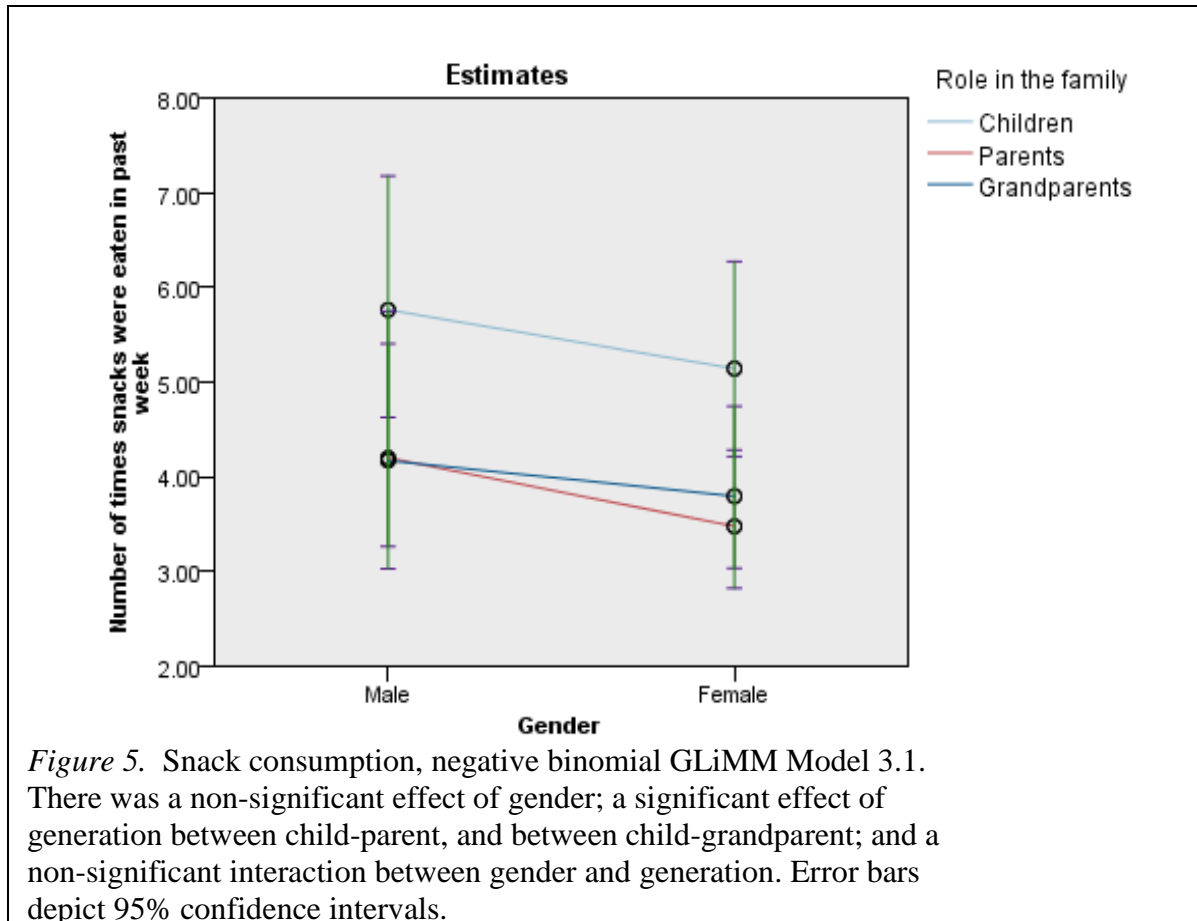 Estimates
Role in the family
Children
Parents
Grandparents
Number of times snacks were eaten in past
week
8.00
7.00
6.00
5.00
4.00
3.00
2.00
Male
Female
Gender
Figure 5. Snack consumption, negative binomial GLiMM Model 3.1.
There was a non-significant effect of gender; a significant effect of
generation between child-parent, and between child-grandparent; and a
non-significant interaction between gender and generation. Error bars
depict 95% confidence intervals.